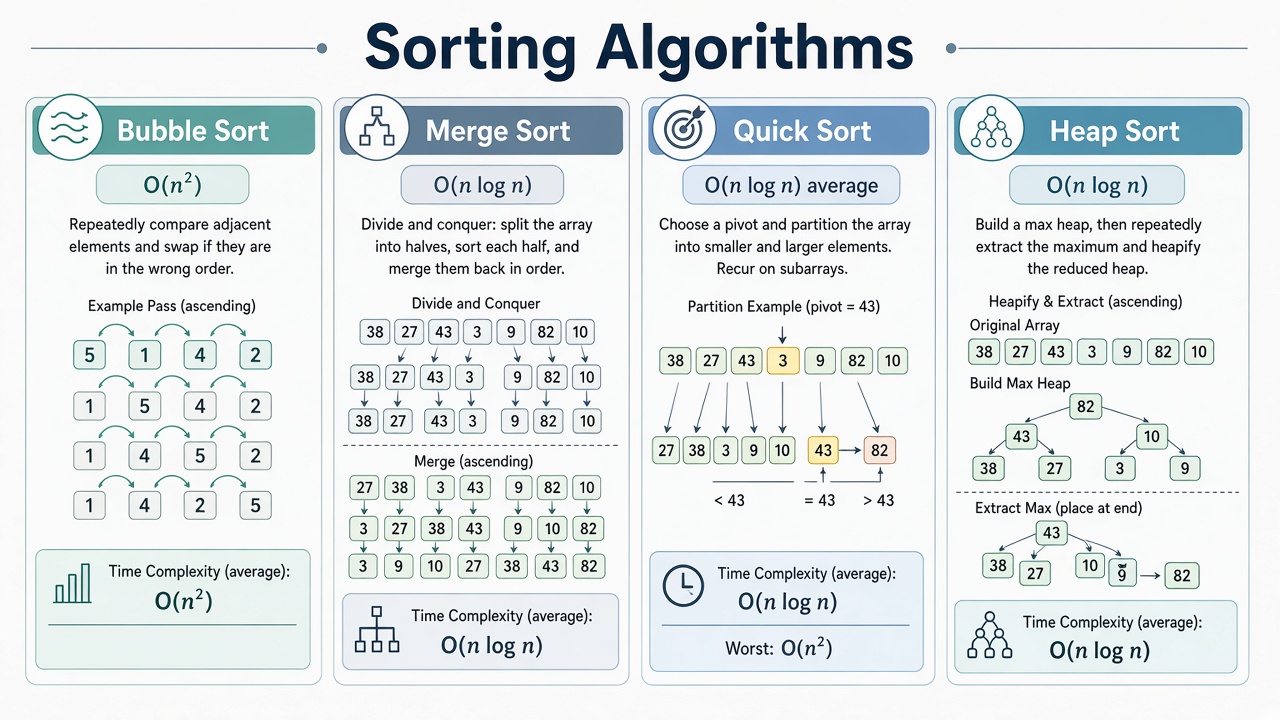 Sorting Algorithms
Bubble Sort
O(n²)
Repeatedly compare adjacent
elements and swap if they are
in the wrong order.
Example Pass (ascending)
5 1 4 2
1 5 4 2
1 4 5 2
1 4 2 5
Time Complexity (average):
O(n²)
Merge Sort
O(n log n)
Divide and conquer: split the array
into halves, sort each half, and
merge them back in order.
Divide and Conquer
38 27 43 3 9 82 10
38 27 43 3 9 82 10
38 27 43 3 9 82 10
Merge (ascending)
27 38 3 43 9 82 10
3 27 38 43 9 10 82
3 9 10 27 38 43 82
Time Complexity (average):
O(n log n)
Quick Sort
O(n log n) average
Choose a pivot and partition the array
into smaller and larger elements.
Recur on subarrays.
Partition Example (pivot = 43)
38 27 43 3 9 82 10
27 38 3 9 10 43 82
< 43 = 43 > 43
Time Complexity (average):
O(n log n)
Worst: O(n²)
Heap Sort
O(n log n)
Build a max heap, then repeatedly
extract the maximum and heapify
the reduced heap.
Heapify & Extract (ascending)
Original Array
38 27 43 3 9 82 10
Build Max Heap
82
43 10
38 27 3 9
Extract Max (place at end)
43
38 27 10 82
Time Complexity (average):
O(n log n)